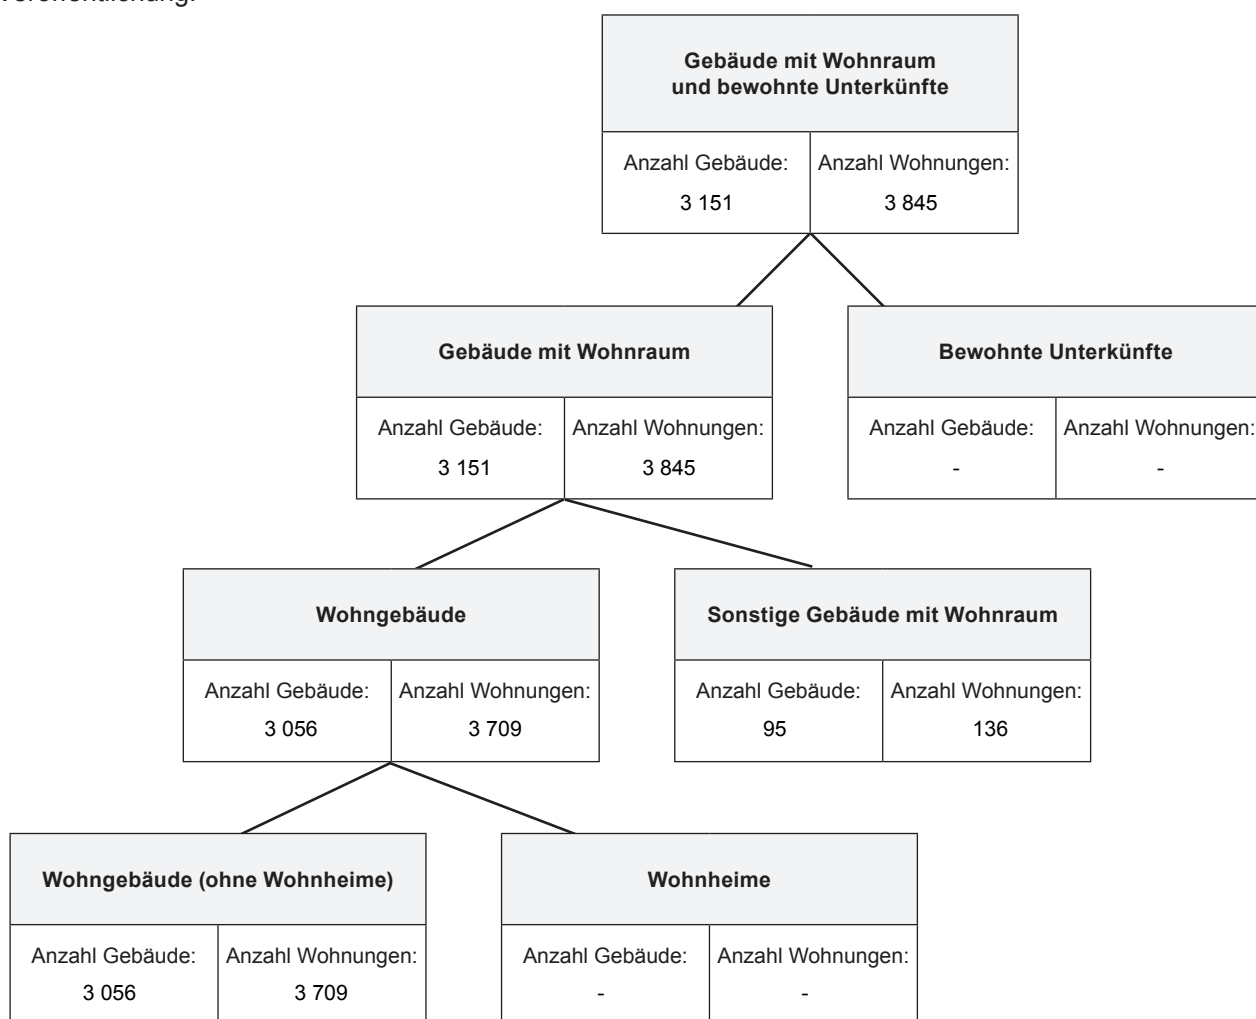 Veröffentlichung.
Gebäude mit Wohnraum
und bewohnte Unterkünfte
Anzahl Gebäude: Anzahl Wohnungen:
3 151 3 845
Gebäude mit Wohnraum Bewohnte Unterkünfte
Anzahl Gebäude: Anzahl Wohnungen: Anzahl Gebäude: Anzahl Wohnungen:
3 151 3 845 - -
Wohngebäude Sonstige Gebäude mit Wohnraum
Anzahl Gebäude: Anzahl Wohnungen: Anzahl Gebäude: Anzahl Wohnungen:
3 056 3 709 95 136
Wohngebäude (ohne Wohnheime) Wohnheime
Anzahl Gebäude: Anzahl Wohnungen: Anzahl Gebäude: Anzahl Wohnungen:
3 056 3 709 - -